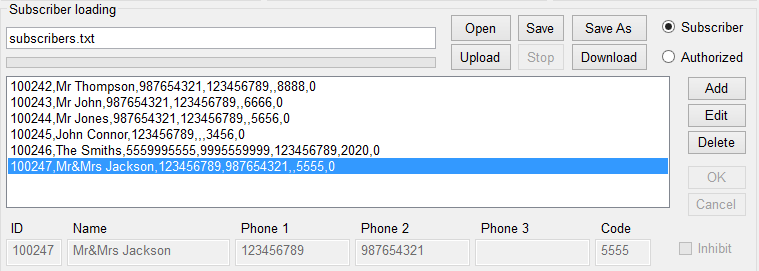 Subscriber loading
subscribers.txt
Open Save Save As Subscriber
Upload Stop Download Authorized
100242,Mr Thompson,987654321,123456789,,8888,0
100243,Mr John,987654321,123456789,,6666,0
100244,Mr Jones,987654321,123456789,,5656,0
100245,John Connor,123456789,,,3456,0
100246,The Smiths,5559995555,9995559999,123456789,2020,0
100247,Mr&Mrs Jackson,123456789,987654321,,5555,0
Add
Edit
Delete
OK
Cancel
ID Name Phone 1 Phone 2 Phone 3 Code
100247 Mr&Mrs Jackson 123456789 987654321 5555 Inhibit